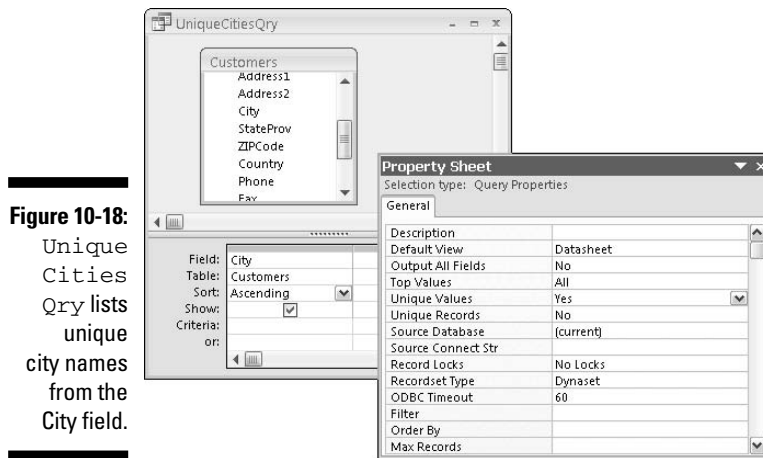 UniqueCitiesQry
Customers
Address1
Address2
City
StateProv
ZIPCode
Country
Phone
Fax
Field: City
Table: Customers
Sort: Ascending
Show:
Criteria:
or:
Property Sheet
Selection type: Query Properties
General
Description
Default View Datasheet
Output All Fields No
Top Values All
Unique Values Yes
Unique Records No
Source Database (current)
Source Connect Str
Record Locks No Locks
Recordset Type Dynaset
ODBC Timeout 60
Filter
Order By
Max Records
Figure 10-18:
Unique
Cities
Qry lists
unique
city names
from the
City field.